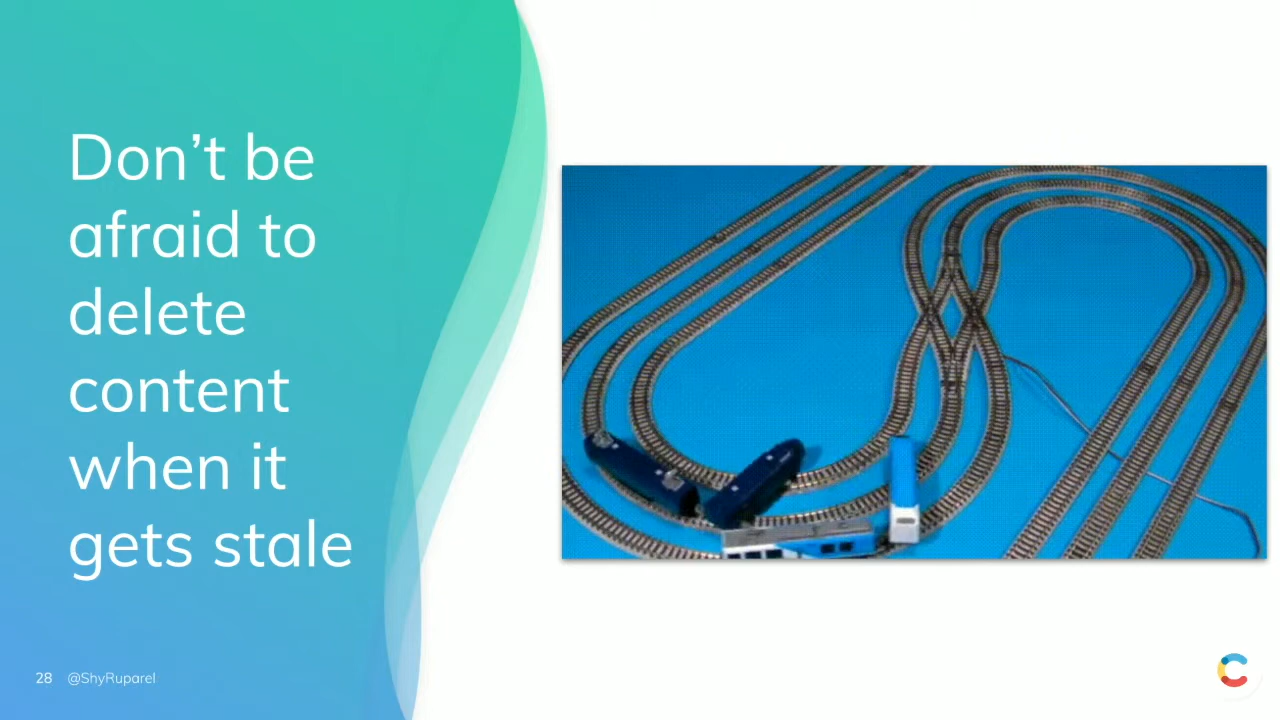 Don’t be
afraid to
delete
content
when it
gets stale
28 @ShyRuparel